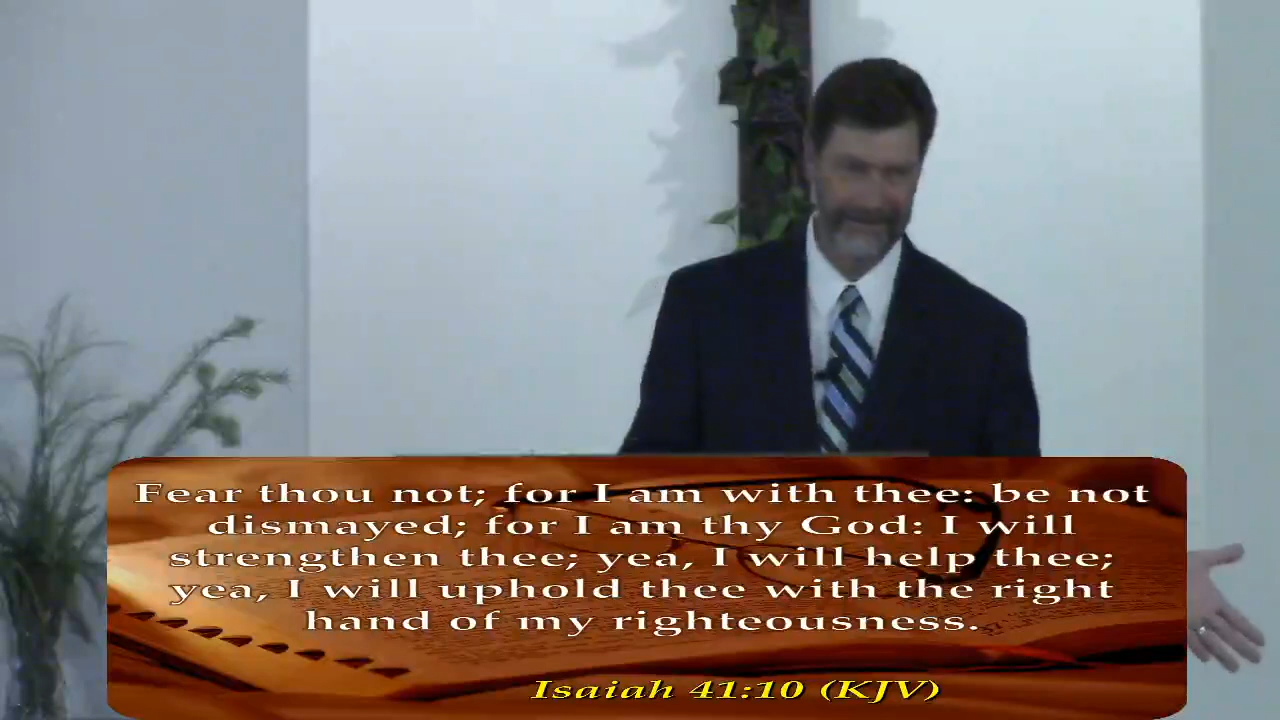 Fear thou not; for I am with thee: be not
dismayed; for I am thy God: I will
strengthen thee; yea, I will help thee;
yea, I will uphold thee with the right
hand of my righteousness.
Isaiah 41:10 (KJV)